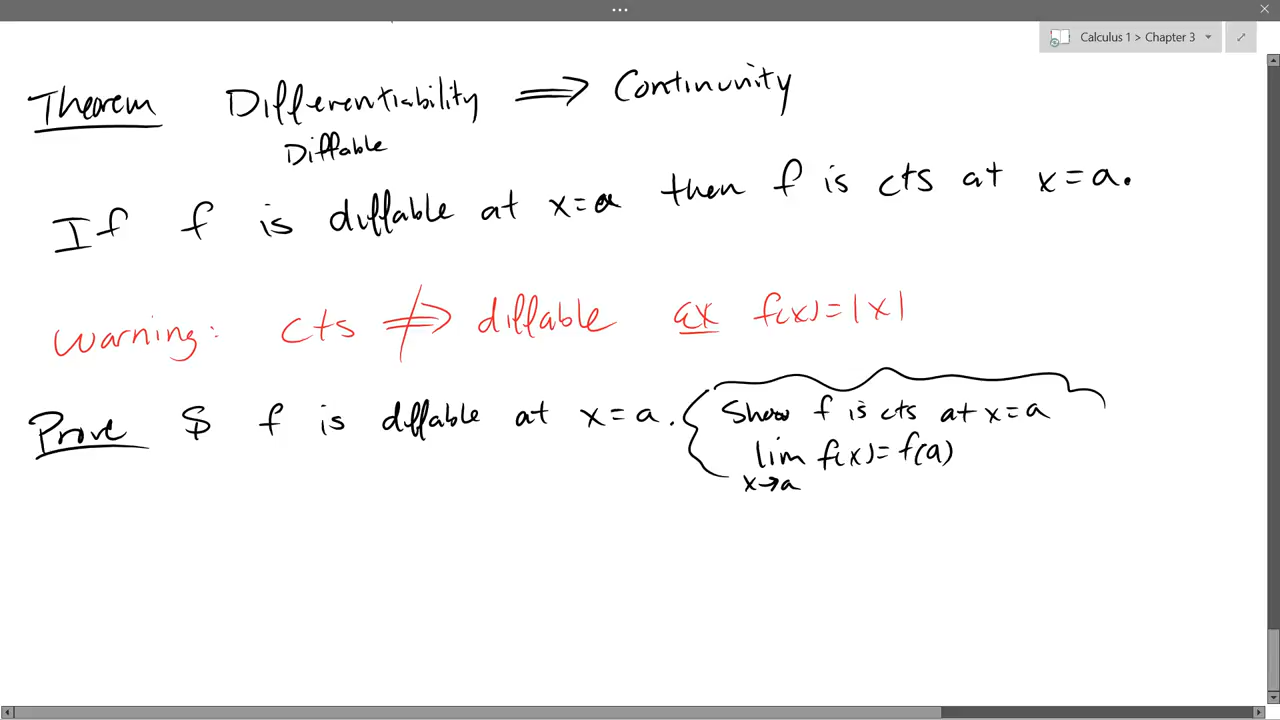 Calculus 1 > Chapter 3
Theorem Differentiability ⟹ Continunity
Diffable
If f is diffable at x=a then f is cts at x=a.
Warning: cts ⇏ diffable ex f(x)=|x|
Prove $ f is diffable at x=a. Show f is cts at x=a
lim f(x)=f(a)
x→a